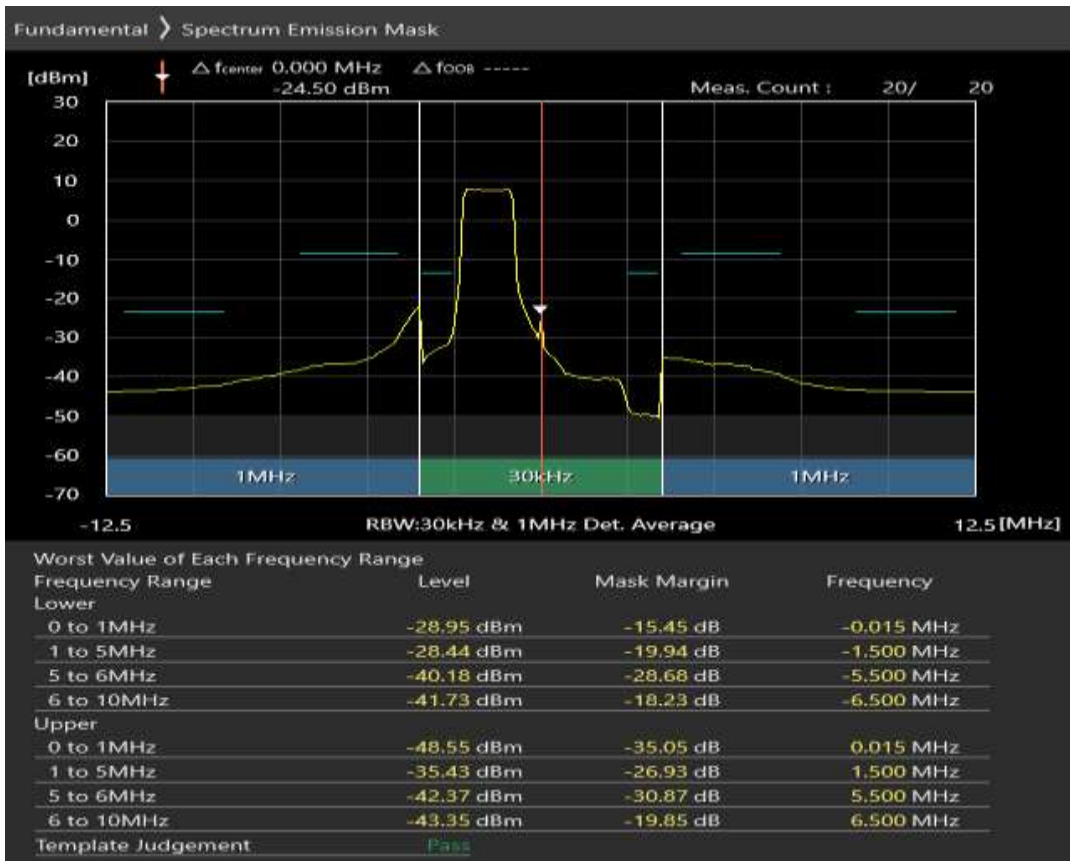 Fundamental ❯ Spectrum Emission Mask
[dBm] △ fcenter 0.000 MHz △ fOOB -----
-24.50 dBm Meas. Count : 20/ 20
30
20
10
0
-10
-20
-30
-40
-50
-60
-70
1MHz 30kHz 1MHz
-12.5 RBW:30kHz & 1MHz Det. Average 12.5 [MHz]
Worst Value of Each Frequency Range
Frequency Range Level Mask Margin Frequency
Lower
0 to 1MHz -28.95 dBm -15.45 dB -0.015 MHz
1 to 5MHz -28.44 dBm -19.94 dB -1.500 MHz
5 to 6MHz -40.18 dBm -28.68 dB -5.500 MHz
6 to 10MHz -41.73 dBm -18.23 dB -6.500 MHz
Upper
0 to 1MHz -48.55 dBm -35.05 dB 0.015 MHz
1 to 5MHz -35.43 dBm -26.93 dB 1.500 MHz
5 to 6MHz -42.37 dBm -30.87 dB 5.500 MHz
6 to 10MHz -43.35 dBm -19.85 dB 6.500 MHz
Template Judgement Pass